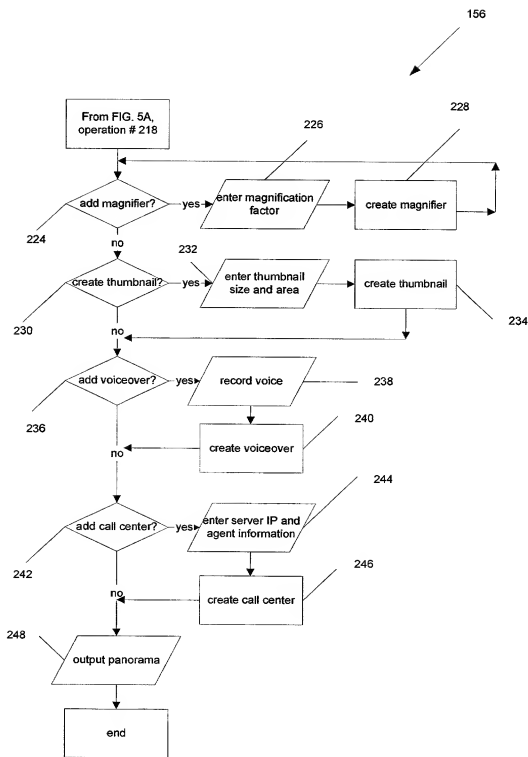 156
From FIG. 5A,
operation # 218
226
228
add magnifier?
yes
enter magnification
factor
create magnifier
224
no
232
create thumbnail?
yes
enter thumbnail
size and area
create thumbnail
230
234
no
add voiceover?
yes
record voice
238
236
240
create voiceover
no
244
add call center?
yes
enter server IP and
agent information
242
246
no
create call center
248
output panorama
end